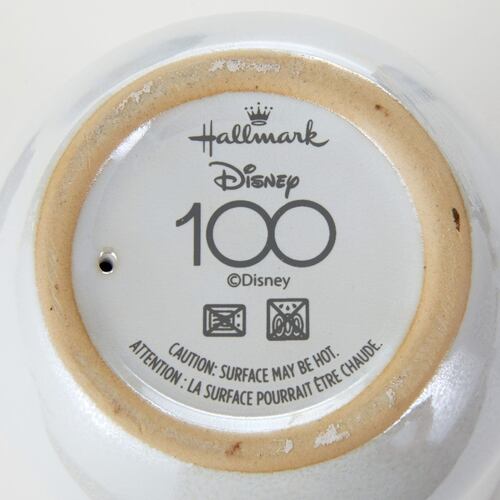 Hallmark
Disney
100
©Disney
CAUTION: SURFACE MAY BE HOT.
ATTENTION : LA SURFACE POURRAIT ÊTRE CHAUDE.